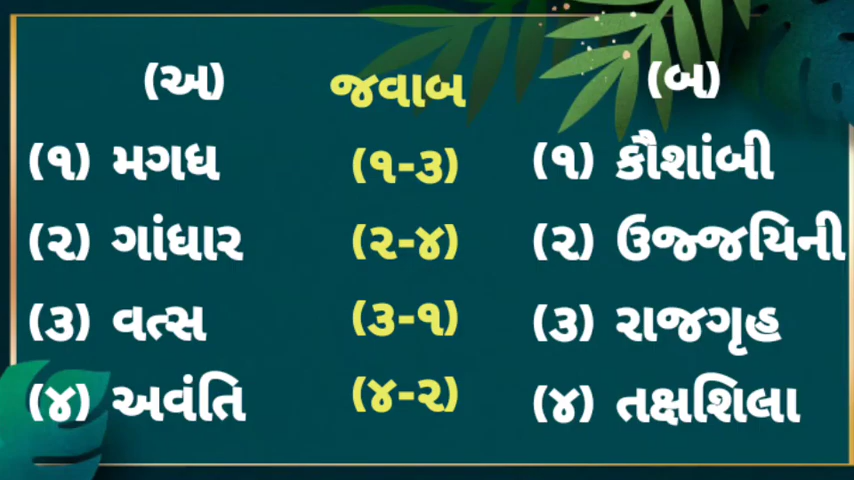 (અ) જવાબ (બ)
(૧) મગધ (૧-૩) (૧) કૌશાંબી
(૨) ગાંધાર (૨-૪) (૨) ઉજ્જયિની
(૩) વત્સ (૩-૧) (૩) રાજગૃહ
(૪) અવંતિ (૪-૨) (૪) તક્ષશિલા